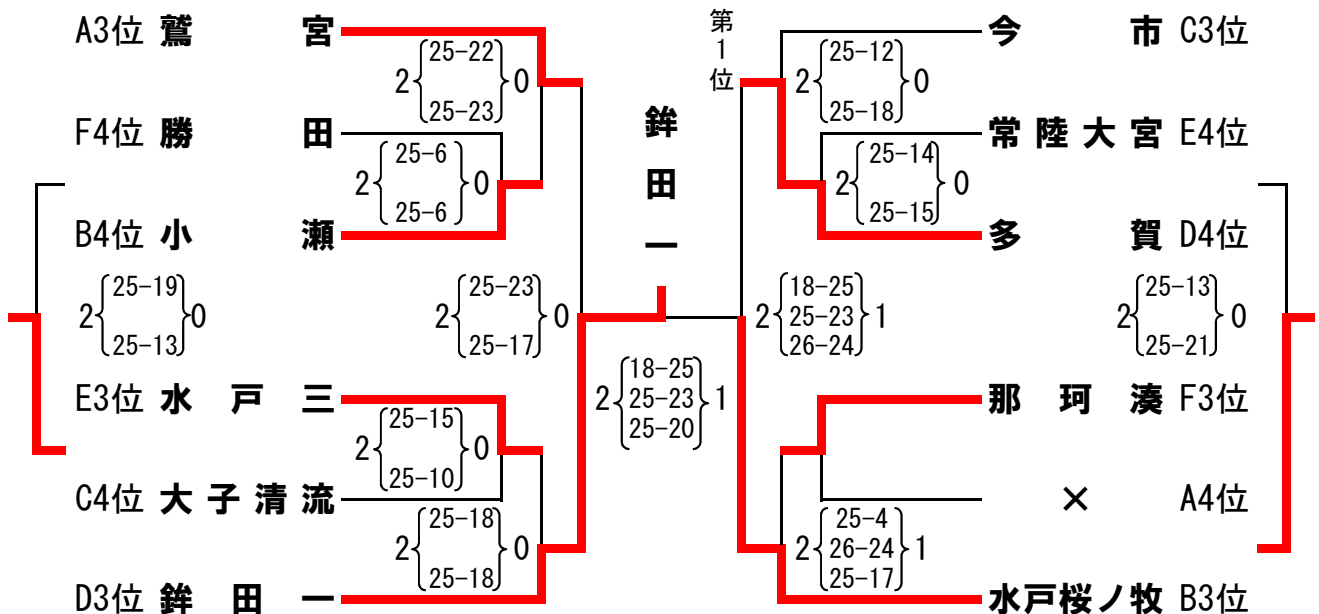 A3位 鷲宮
2 25-22 25-23 0
F4位 勝田
2 25-6 25-6 0
B4位 小瀬
2 25-19 25-13 0
2 25-23 25-17 0
E3位 水戸三
2 25-15 25-10 0
C4位 大子清流
2 25-18 25-18 0
D3位 鉾田一
鉾田一
2 18-25 25-23 25-20 1
第1位
今市 C3位
2 25-12 25-18 0
常陸大宮 E4位
2 25-14 25-15 0
多賀 D4位
2 18-25 25-23 26-24 1
2 25-13 25-21 0
那珂湊 F3位
× A4位
2 25-4 26-24 25-17 1
水戸桜ノ牧 B3位